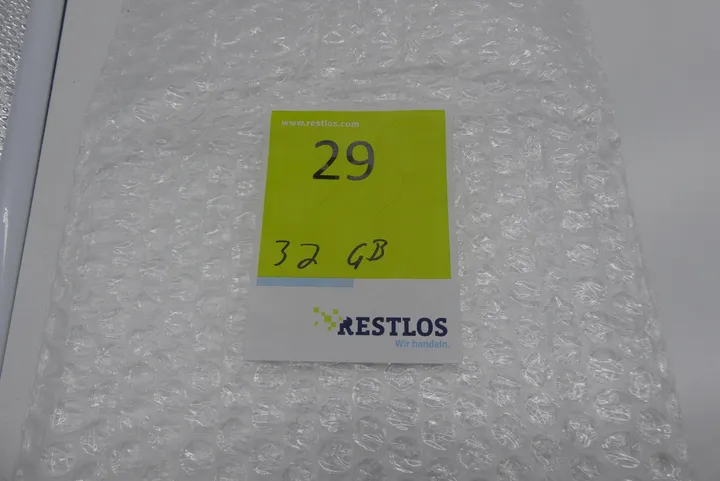 www.restlos.com
29
32 GB
RESTLOS
Wir handeln.